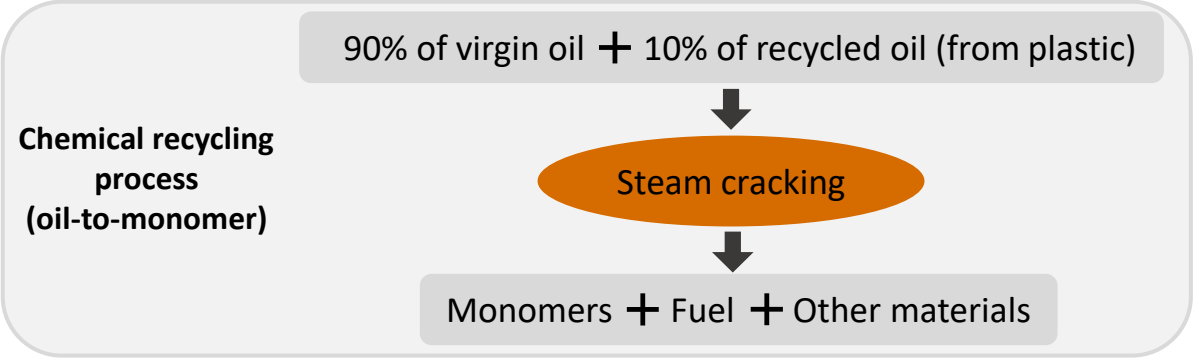 90% of virgin oil + 10% of recycled oil (from plastic)
Chemical recycling
process
(oil-to-monomer)
Steam cracking
Monomers + Fuel + Other materials